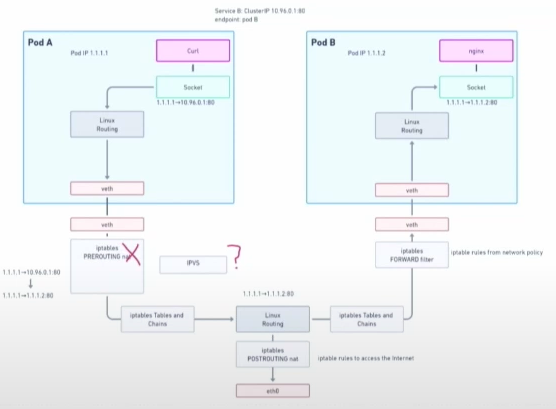 Service B: ClusterIP 10.96.0.1:80
endpoint: pod B
Pod A
Pod IP 1.1.1.1
Curl
Socket
1.1.1.1→10.96.0.1:80
Linux
Routing
veth
veth
iptables
PREROUTING nat
X
IPVS
?
1.1.1.1→10.96.0.1:80
1.1.1.1→1.1.1.2:80
iptables Tables and
Chains
1.1.1.1→1.1.1.2:80
Linux
Routing
iptables
POSTROUTING nat
iptable rules to access the Internet
eth0
iptables Tables and
Chains
Pod B
Pod IP 1.1.1.2
nginx
Socket
1.1.1.1→1.1.1.2:80
Linux
Routing
veth
veth
iptables
FORWARD filter
iptable rules from network policy